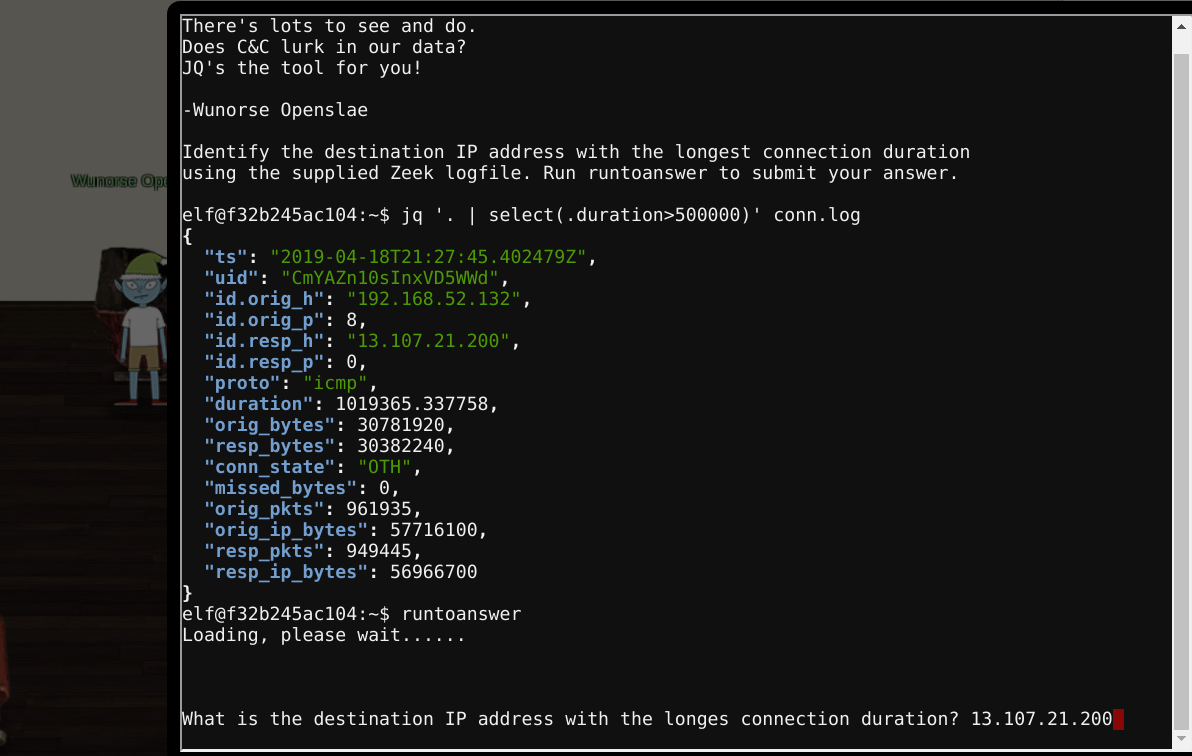 There's lots to see and do.
Does C&C lurk in our data?
JQ's the tool for you!
-Wunorse Openslae
Identify the destination IP address with the longest connection duration
using the supplied Zeek logfile. Run runtoanswer to submit your answer.
elf@f32b245ac104:~$ jq '. | select(.duration>500000)' conn.log
{
"ts": "2019-04-18T21:27:45.402479Z",
"uid": "CmYAZn10sInxVD5WWd",
"id.orig_h": "192.168.52.132",
"id.orig_p": 8,
"id.resp_h": "13.107.21.200",
"id.resp_p": 0,
"proto": "icmp",
"duration": 1019365.337758,
"orig_bytes": 30781920,
"resp_bytes": 30382240,
"conn_state": "OTH",
"missed_bytes": 0,
"orig_pkts": 961935,
"orig_ip_bytes": 57716100,
"resp_pkts": 949445,
"resp_ip_bytes": 56966700
}
elf@f32b245ac104:~$ runtoanswer
Loading, please wait......
What is the destination IP address with the longes connection duration? 13.107.21.200
Wunorse Ope